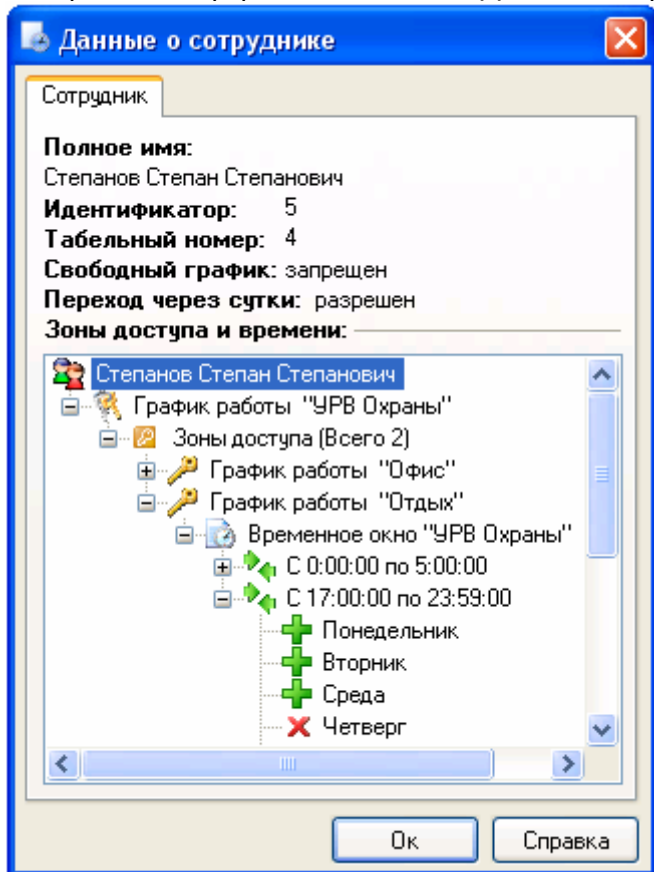 Данные о сотруднике
Сотрудник
Полное имя:
Степанов Степан Степанович
Идентификатор: 5
Табельный номер: 4
Свободный график: запрещен
Переход через сутки: разрешен
Зоны доступа и времени:
Степанов Степан Степанович
График работы "УРВ Охраны"
Зоны доступа (Всего 2)
График работы "Офис"
График работы "Отдых"
Временное окно "УРВ Охраны"
С 0:00:00 по 5:00:00
С 17:00:00 по 23:59:00
Понедельник
Вторник
Среда
Четверг
Ок Справка